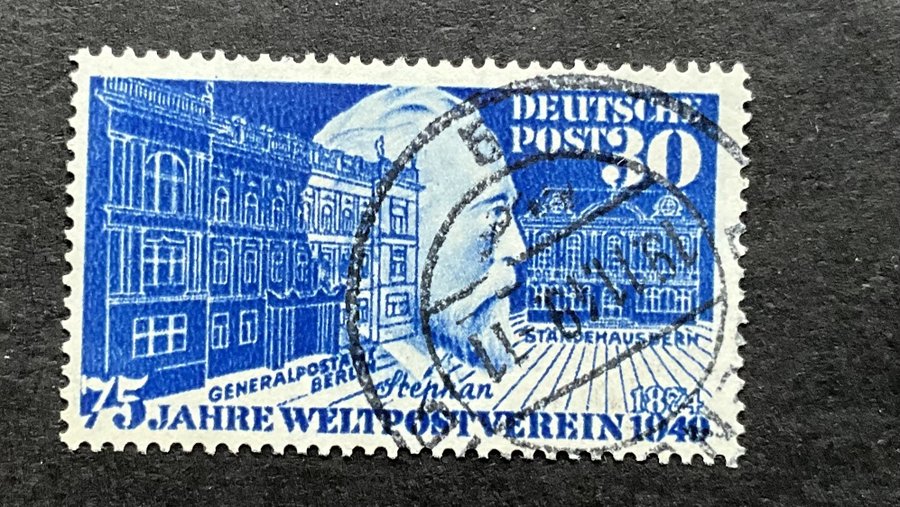 DEUTSCHE
POST 30
STÄNDEHAUS BERN
GENERALPOSTAMT
BERLIN
Stephan
1874
75 JAHRE WELTPOSTVEREIN 1949